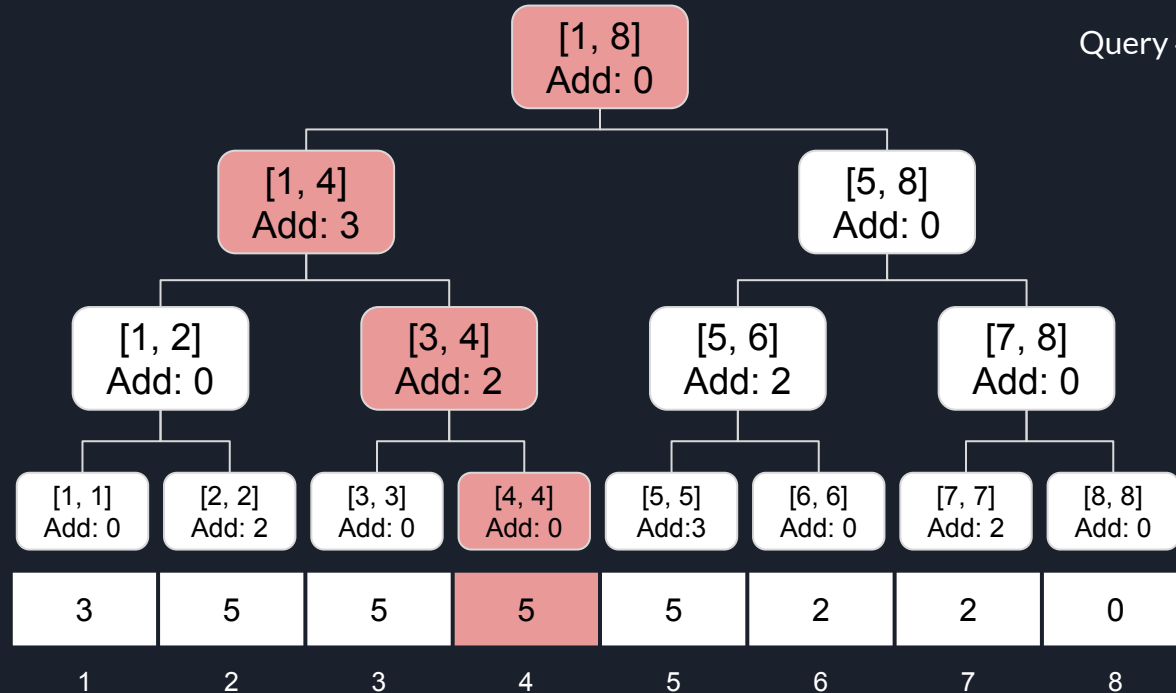 [1, 8]
Add: 0
Query
[1, 4]
Add: 3
[5, 8]
Add: 0
[1, 2]
Add: 0
[3, 4]
Add: 2
[5, 6]
Add: 2
[7, 8]
Add: 0
[1, 1]
Add: 0
[2, 2]
Add: 2
[3, 3]
Add: 0
[4, 4]
Add: 0
[5, 5]
Add:3
[6, 6]
Add: 0
[7, 7]
Add: 2
[8, 8]
Add: 0
3 5 5 5 5 2 2 0
1 2 3 4 5 6 7 8